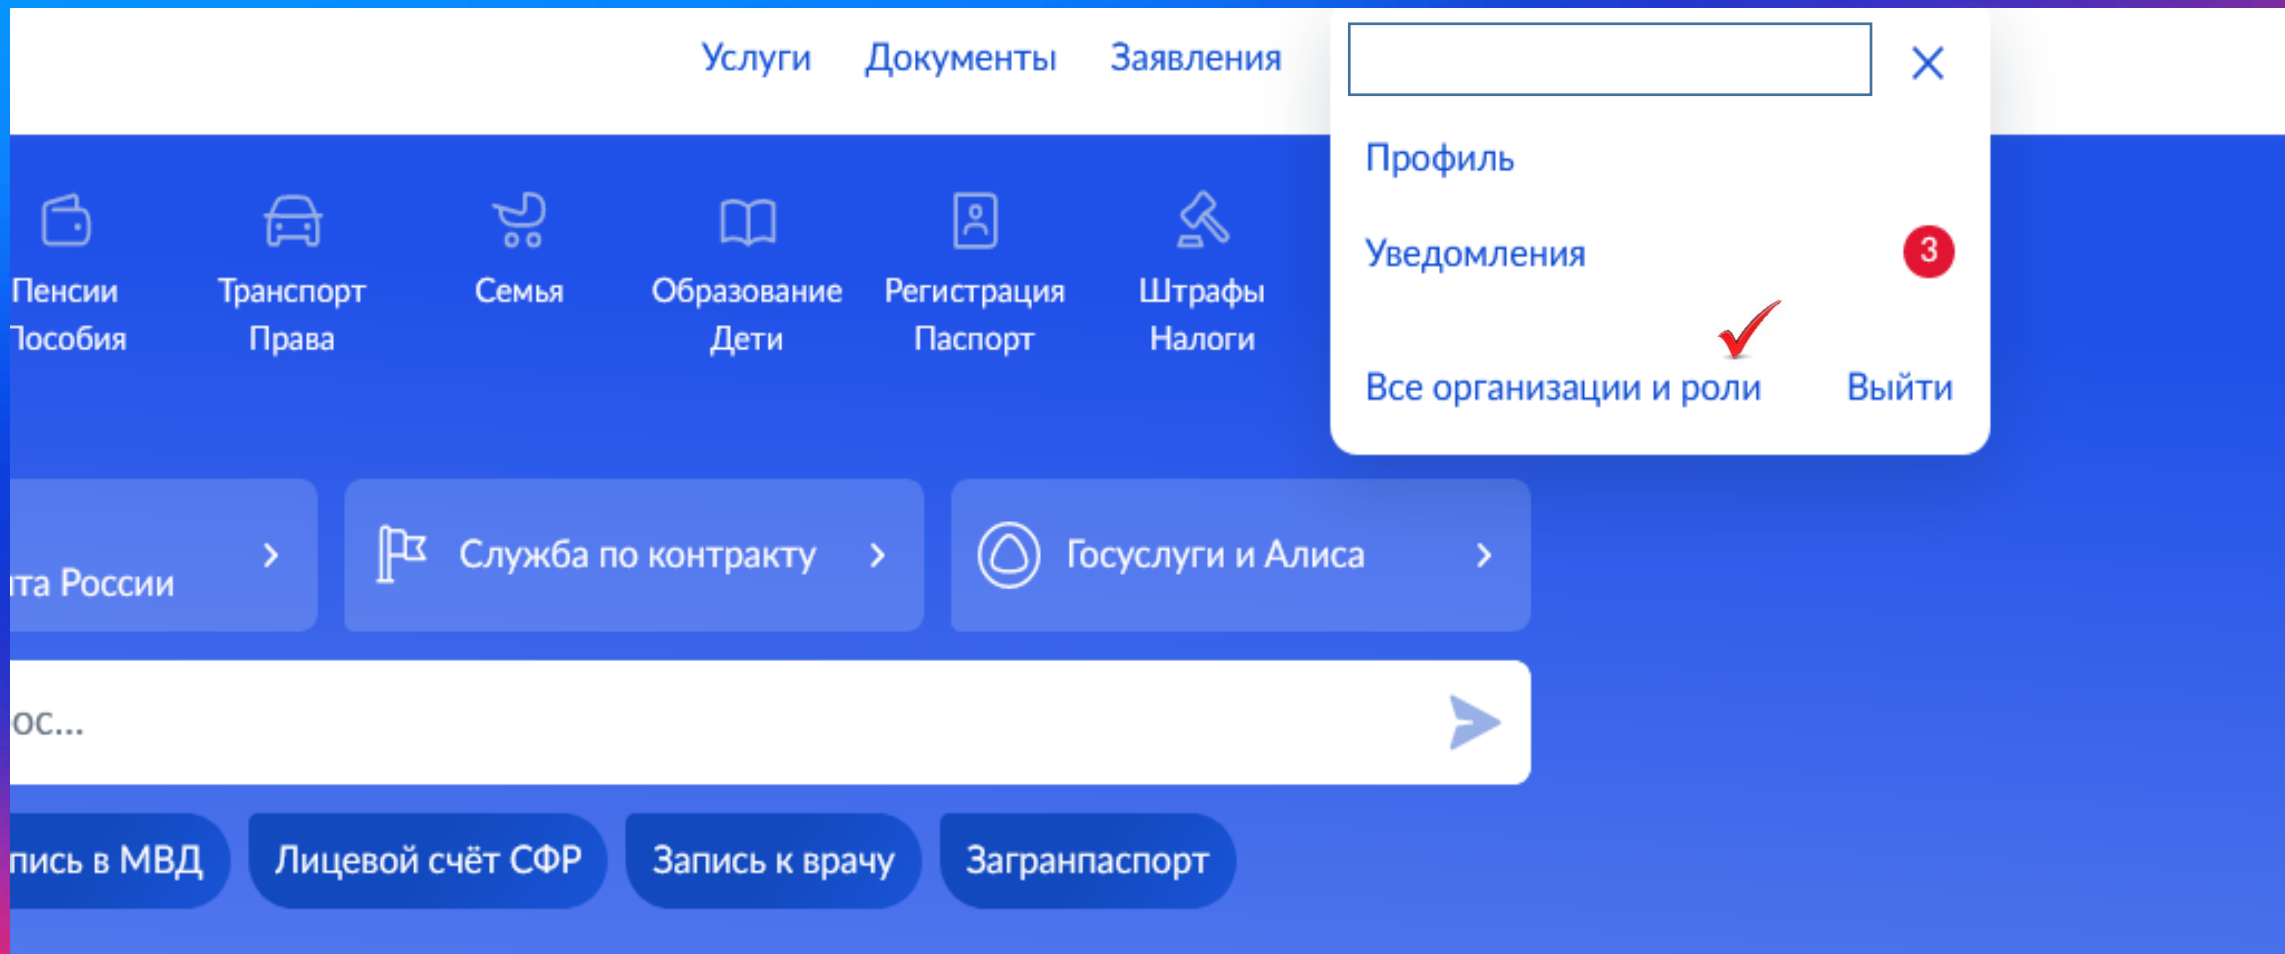 Услуги Документы Заявления
Профиль
Уведомления 3
Все организации и роли Выйти
Пенсии
Пособия
Транспорт
Права
Семья
Образование
Дети
Регистрация
Паспорт
Штрафы
Налоги
та России
Служба по контракту
Госуслуги и Алиса
ос...
пись в МВД
Лицевой счёт СФР
Запись к врачу
Загранпаспорт